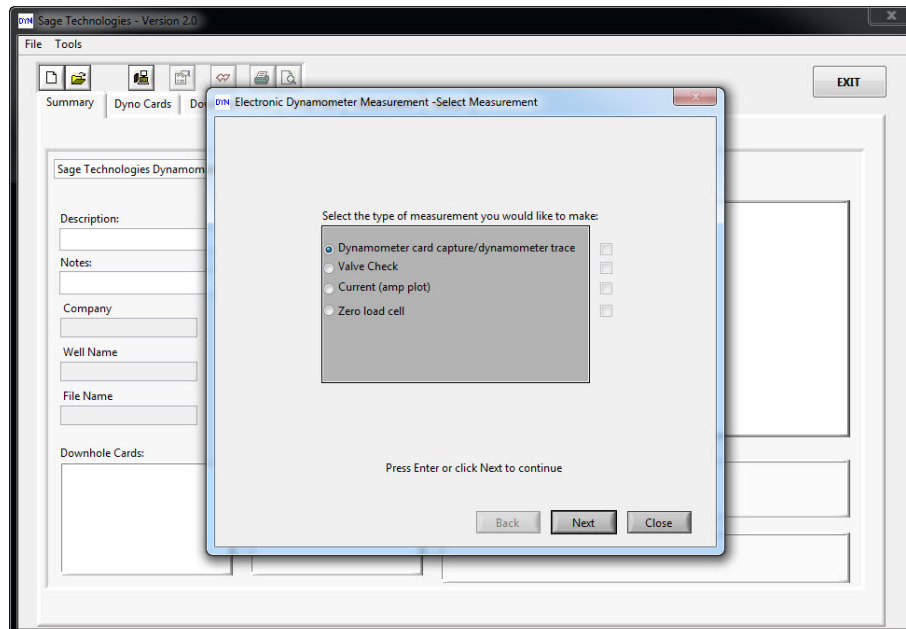 DYN Sage Technologies - Version 2.0
File Tools
EXIT
Summary Dyno Cards
Sage Technologies Dynamom
Description:
Notes:
Company
Well Name
File Name
Downhole Cards:
DYN Electronic Dynamometer Measurement -Select Measurement
Select the type of measurement you would like to make:
Dynamometer card capture/dynamometer trace
Valve Check
Current (amp plot)
Zero load cell
Press Enter or click Next to continue
Back Next Close